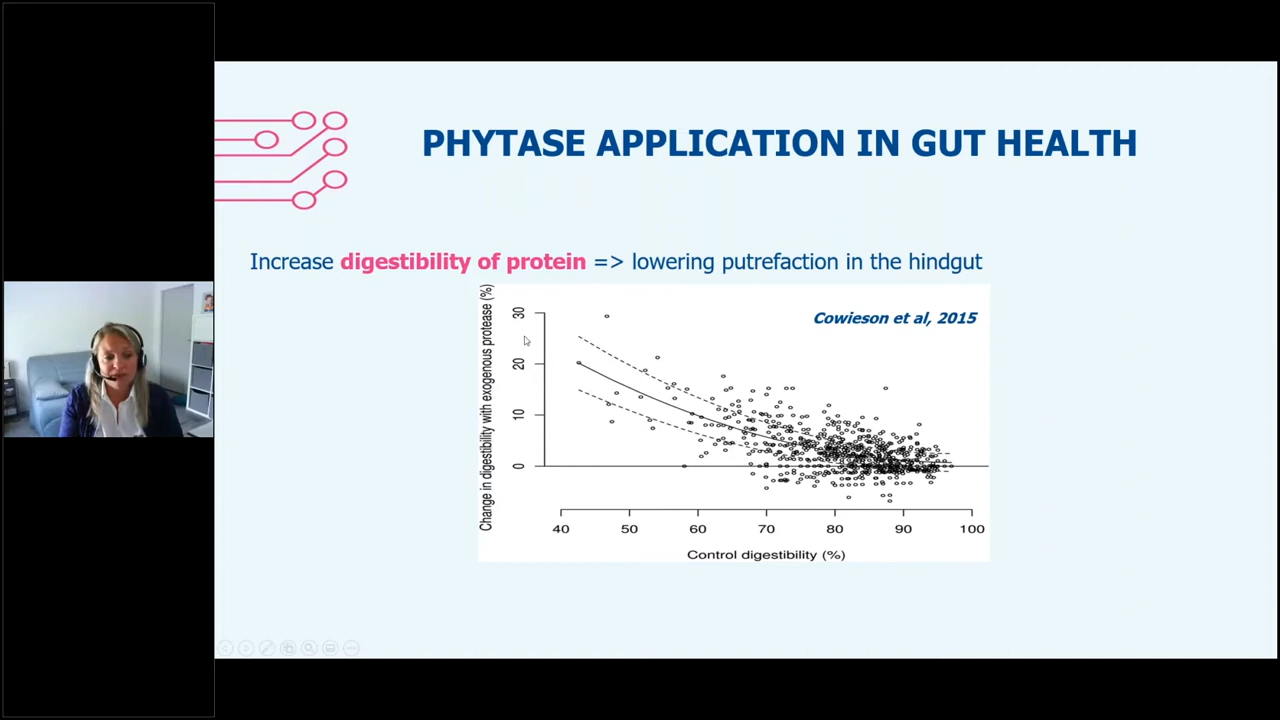 PHYTASE APPLICATION IN GUT HEALTH
Increase digestibility of protein => lowering putrefaction in the hindgut
Cowieson et al, 2015
Change in digestibility with exogenous protease (%)
30
20
10
0
40 50 60 70 80 90 100
Control digestibility (%)